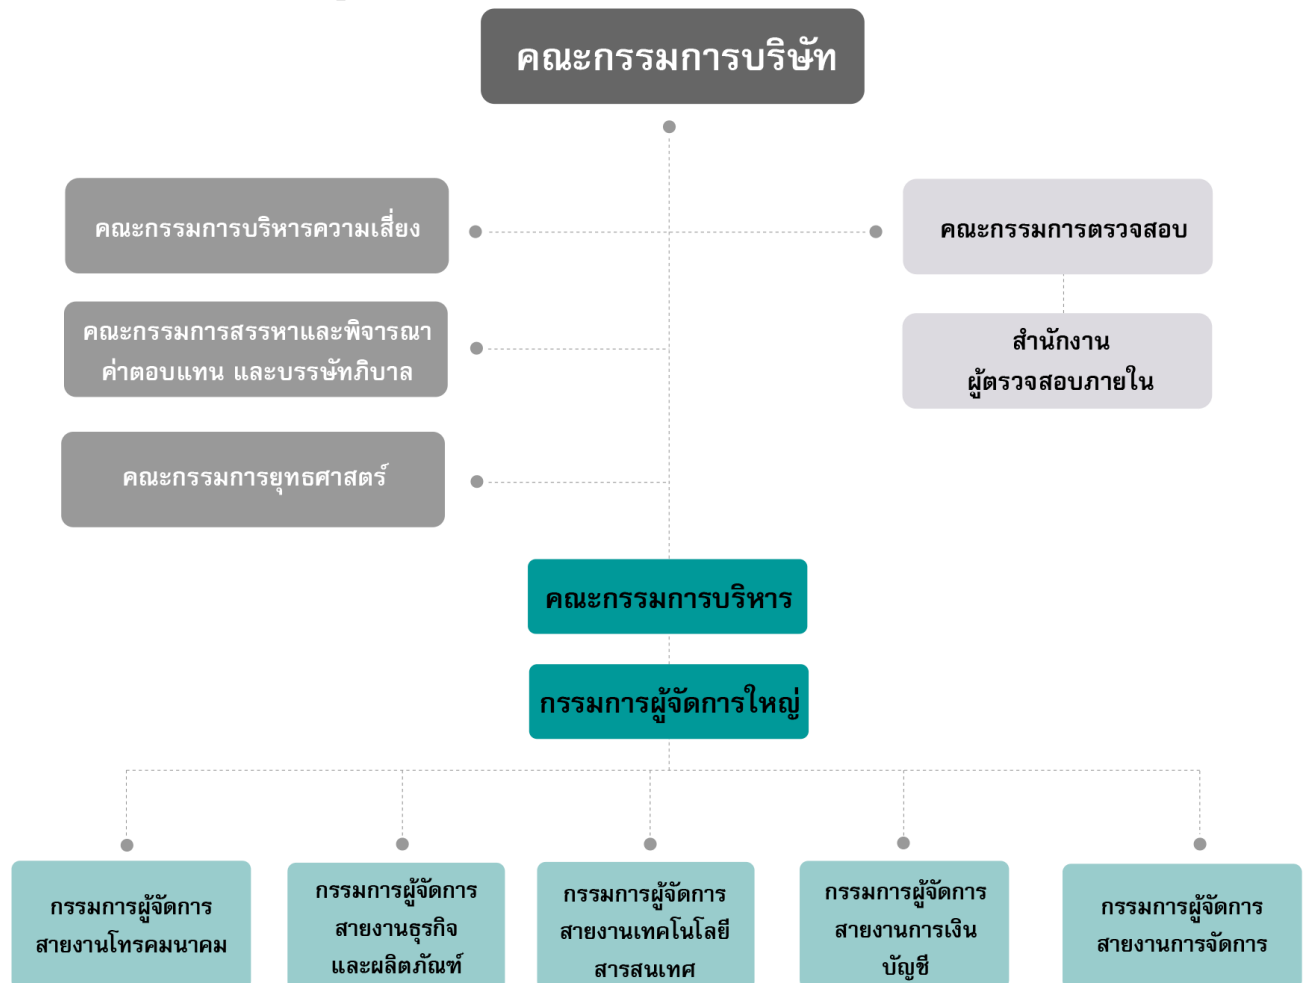 คณะกรรมการบริษัท
คณะกรรมการบริหารความเสี่ยง
คณะกรรมการตรวจสอบ
คณะกรรมการสรรหาและพิจารณา
ค่าตอบแทน และบรรษัทภิบาล
สำนักงาน
ผู้ตรวจสอบภายใน
คณะกรรมการยุทธศาสตร์
คณะกรรมการบริหาร
กรรมการผู้จัดการใหญ่
กรรมการผู้จัดการ
สายงานโทรคมนาคม
กรรมการผู้จัดการ
สายงานธุรกิจ
และผลิตภัณฑ์
กรรมการผู้จัดการ
สายงานเทคโนโลยี
สารสนเทศ
กรรมการผู้จัดการ
สายงานการเงิน
บัญชี
กรรมการผู้จัดการ
สายงานการจัดการ